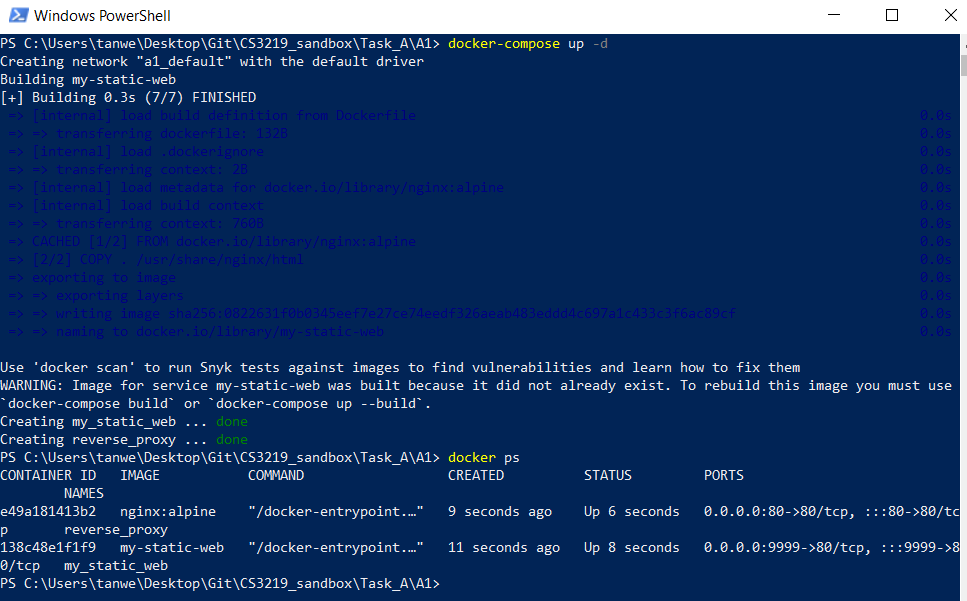 Windows PowerShell
PS C:\Users\tanwe\Desktop\Git\CS3219_sandbox\Task_A\A1> docker-compose up -d
Creating network "a1_default" with the default driver
Building my-static-web
[+] Building 0.3s (7/7) FINISHED
=> [internal] load build definition from Dockerfile 0.0s
=> => transferring dockerfile: 132B 0.0s
=> [internal] load .dockerignore 0.0s
=> => transferring context: 2B 0.0s
=> [internal] load metadata for docker.io/library/nginx:alpine 0.0s
=> [internal] load build context 0.0s
=> => transferring context: 760B 0.0s
=> CACHED [1/2] FROM docker.io/library/nginx:alpine 0.0s
=> [2/2] COPY . /usr/share/nginx/html 0.0s
=> exporting to image 0.0s
=> => exporting layers 0.0s
=> => writing image sha256:0822631f0b0345eef7e27ce74eedf326aeab483eddd4c697a1c433c3f6ac89cf 0.0s
=> => naming to docker.io/library/my-static-web 0.0s
Use 'docker scan' to run Snyk tests against images to find vulnerabilities and learn how to fix them
WARNING: Image for service my-static-web was built because it did not already exist. To rebuild this image you must use
`docker-compose build` or `docker-compose up --build`.
Creating my_static_web ... done
Creating reverse_proxy ... done
PS C:\Users\tanwe\Desktop\Git\CS3219_sandbox\Task_A\A1> docker ps
CONTAINER ID   IMAGE           COMMAND                  CREATED          STATUS         PORTS
        NAMES
e49a181413b2   nginx:alpine    "/docker-entrypoint.…"   9 seconds ago    Up 6 seconds   0.0.0.0:80->80/tcp, :::80->80/tc
p       reverse_proxy
138c48e1f1f9   my-static-web   "/docker-entrypoint.…"   11 seconds ago   Up 8 seconds   0.0.0.0:9999->80/tcp, :::9999->8
0/tcp   my_static_web
PS C:\Users\tanwe\Desktop\Git\CS3219_sandbox\Task_A\A1>